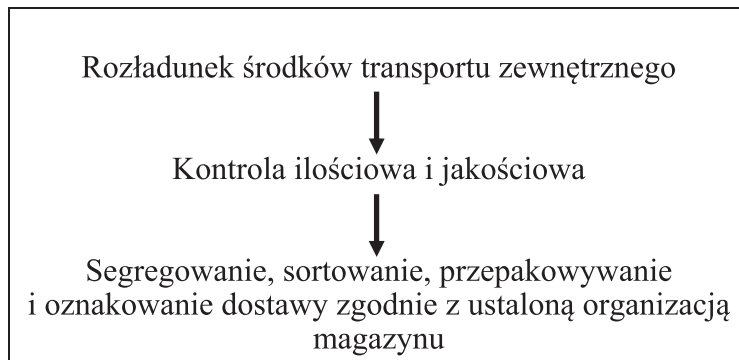 Rozładunek środków transportu zewnętrznego
Kontrola ilościowa i jakościowa
Segregowanie, sortowanie, przepakowywanie
i oznakowanie dostawy zgodnie z ustaloną organizacją
magazynu